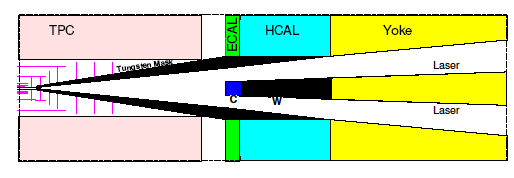 TPC
ECAL
HCAL
Yoke
Tungsten Mask
Laser
C
W
Laser